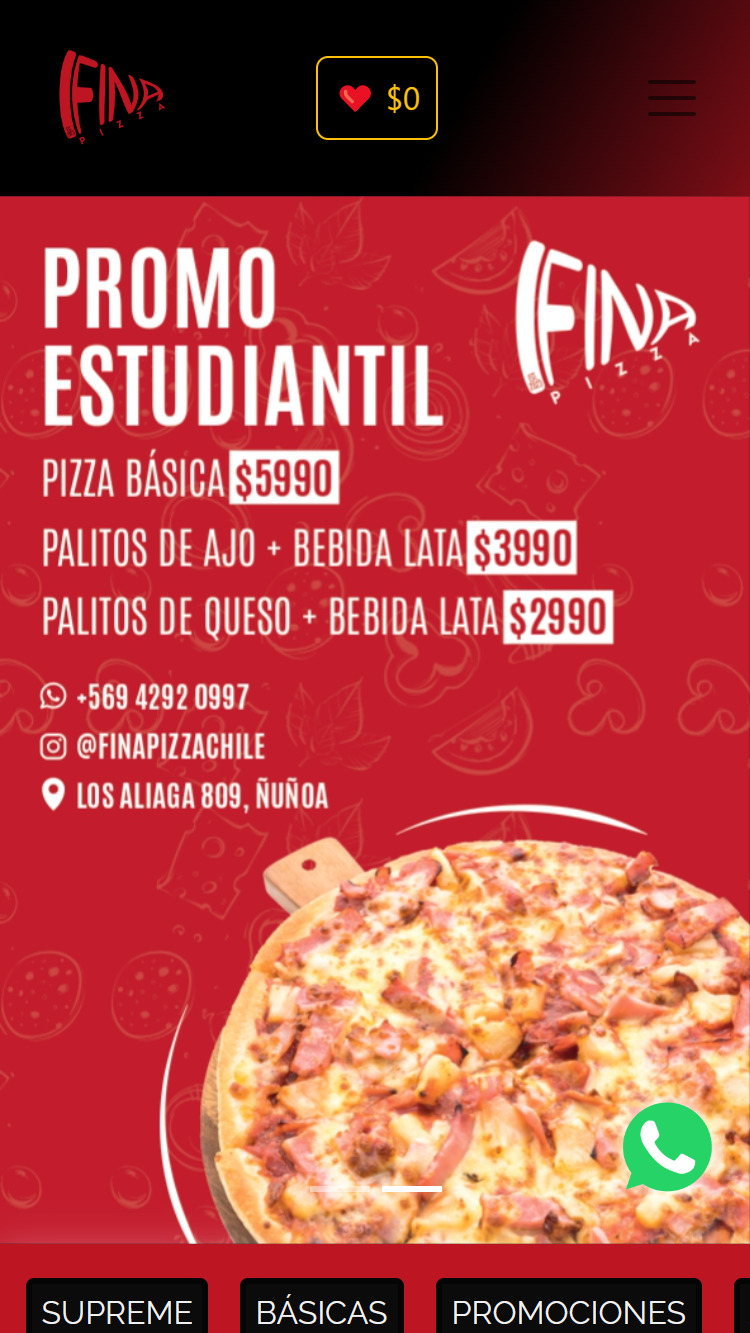 FINA
PIZZA
$0
PROMO
ESTUDIANTIL
FINA
PIZZA
PIZZA BÁSICA $5990
PALITOS DE AJO + BEBIDA LATA $3990
PALITOS DE QUESO + BEBIDA LATA $2990
+569 4292 0997
@FINAPIZZACHILE
LOS ALIAGA 809, ÑUÑOA
SUPREME
BÁSICAS
PROMOCIONES